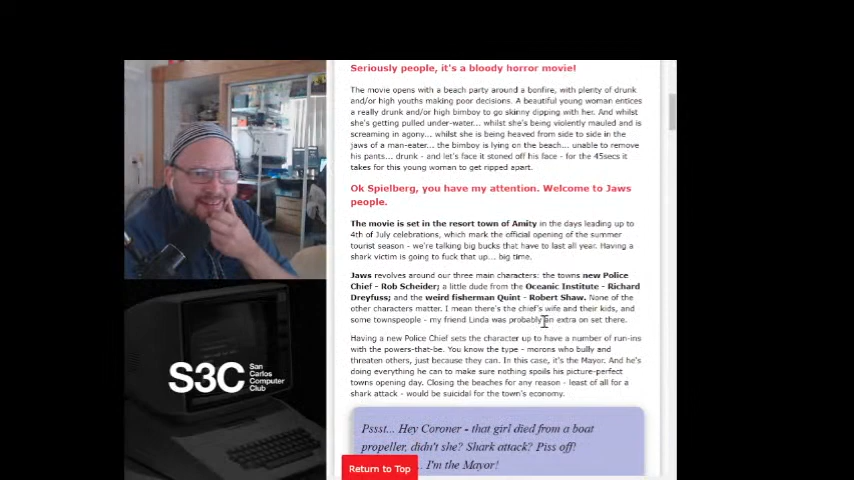 Seriously people, it's a bloody horror movie!
The movie opens with a beach party around a bonfire, with plenty of drunk
and/or high youths making poor decisions. A beautiful young woman entices
a really drunk and/or high bimboy to go skinny dipping with her. And whilst
she's getting pulled under-water... whilst she's being violently mauled and is
screaming in agony... whilst she is being heaved from side to side in the
jaws of a man-eater... the bimboy is lying on the beach... unable to remove
his pants... drunk - and let's face it stoned off his face - for the 45secs it
takes for this young woman to get ripped apart.
Ok Spielberg, you have my attention. Welcome to Jaws
people.
The movie is set in the resort town of Amity in the days leading up to
4th of July celebrations, which mark the official opening of the summer
tourist season - we're talking big bucks that have to last all year. Having a
shark victim is going to fuck that up... big time.
Jaws revolves around our three main characters: the towns new Police
Chief - Rob Scheider; a little dude from the Oceanic Institute - Richard
Dreyfuss; and the weird fisherman Quint - Robert Shaw. None of the
other characters matter. I mean there's the chief's wife and their kids, and
some townspeople - my friend Linda was probably an extra on set there.
Having a new Police Chief sets the character up to have a number of run-ins
with the powers-that-be. You know the type - morons who bully and
threaten others, just because they can. In this case, it's the Mayor. And he's
doing everything he can to make sure nothing spoils his picture-perfect
towns opening day. Closing the beaches for any reason - least of all for a
shark attack - would be suicidal for the town's economy.
Pssst... Hey Coroner - that girl died from a boat
propeller, didn't she? Shark attack? Piss off!
I'm the Mayor!
Return to Top
S3C San
Carlos
Computer
Club